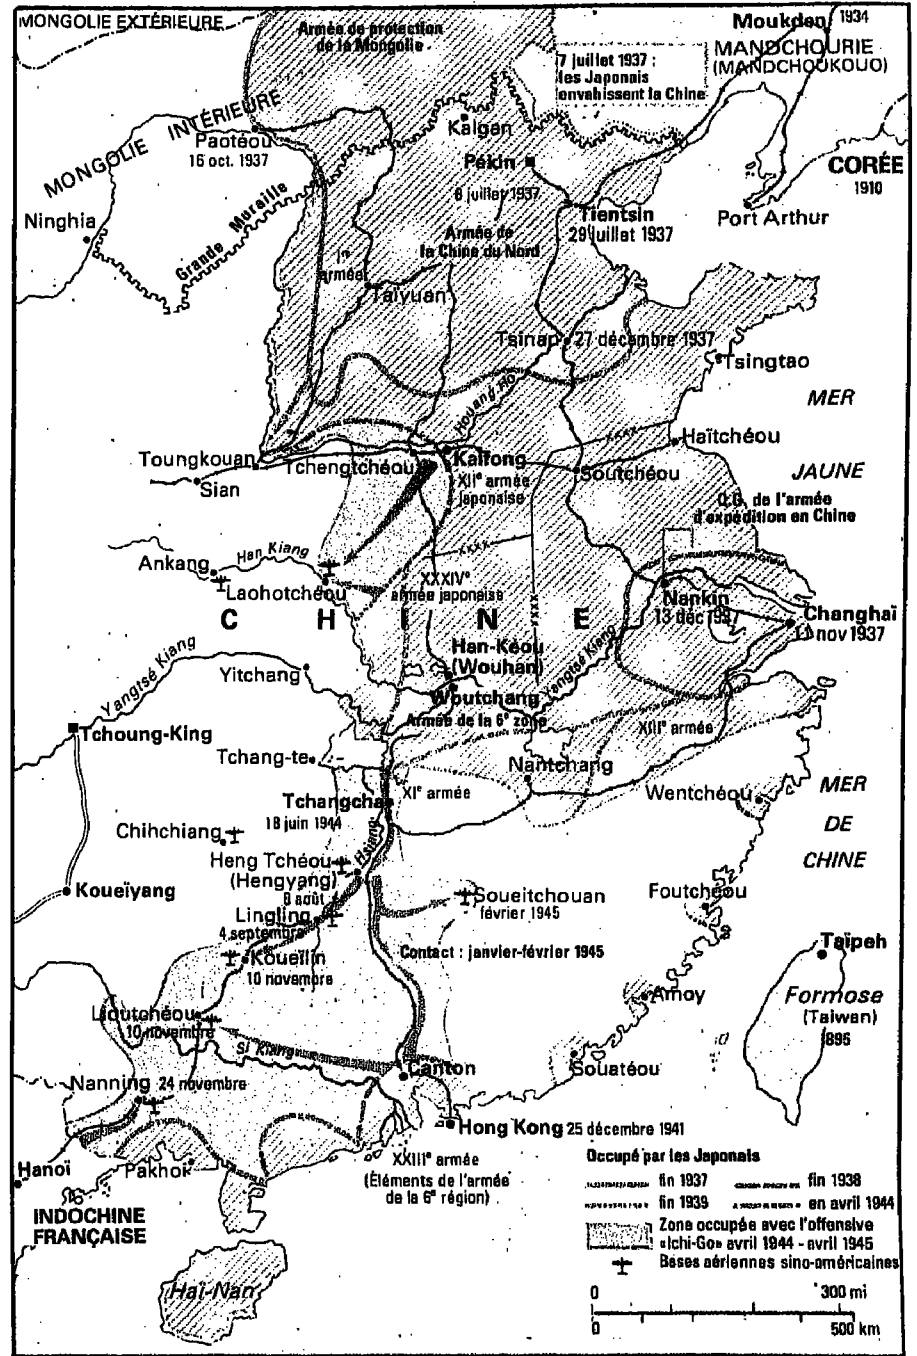 MONGOLIE EXTÉRIEURE
Armée de protection
de la Mongolie
Moukden 1934
MANDCHOURIE
(MANDCHOUKOUO)
7 juillet 1937 :
les Japonais
envahissent la Chine
MONGOLIE INTÉRIEURE
Paotéou
16 oct. 1937
Kalgan
Pékin
8 juillet 1937
CORÉE
1910
Ninghia
Grande Muraille
Tientsin
29 juillet 1937
Port Arthur
Armée de
la Chine du Nord
1re
armée
Taïyuan
Tsinan 27 décembre 1937
Tsingtao
MER
JAUNE
Houang Ho
Haïtchéou
Toungkouan
Tchengtchéou
Kaïfong
Soutchéou
Sian
XIIe armée
japonaise
Q.G. de l'armée
d'expédition en Chine
Ankang
Han Kiang
Laohotchéou
XXXIVe
armée japonaise
Nankin
13 déc 1937
Changhaï
11 nov 1937
C H I N E
Han-Kéou
(Wouhan)
Yangtsé Kiang
Yitchang
Yangtsé Kiang
Woutchang
Armée de la 6e zone
XIIIe armée
Tchoung-King
Tchang-te
Nantchang
Wentchéou
MER
DE
CHINE
Tchangcha
18 juin 1944
XIe armée
Chihchiang
Hsiang
Heng Tchéou
(Hengyang)
8 août
Koueïyang
Lingling
4 septembre
Soueitchouan
février 1945
Foutchéou
Koueilin
10 novembre
Contact : janvier-février 1945
Taïpeh
Amoy
Formose
(Taiwan)
1895
Lioutchéou
10 novembre
Si Kiang
Canton
Souatéou
Nanning 24 novembre
Hong Kong 25 décembre 1941
Hanoï
Pakhoi
XXIIIe armée
(Éléments de l'armée
de la 6e région)
INDOCHINE
FRANÇAISE
Haï-Nan
Occupé par les Japonais
fin 1937 fin 1938
fin 1939 en avril 1944
Zone occupée avec l'offensive
«Ichi-Go» avril 1944 - avril 1945
Bases aériennes sino-américaines
0 300 mi
0 500 km